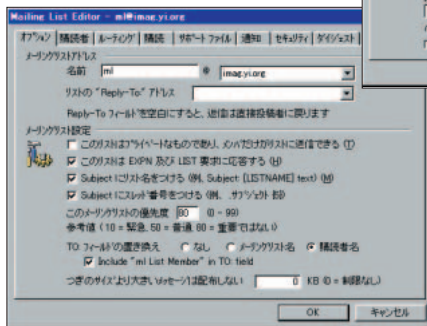 Mailing List Editor - ml@imag.yi.org
オプション 購読者 ルーティング 購読 サポートファイル 通知 セキュリティ ダイジェスト
メーリングリストアドレス
名前 ml @ imag.yi.org
リストの "Reply-To" アドレス
Reply-To フィールドを空白にすると、返信は直接投稿者に戻ります
メーリングリスト設定
このリストはプライベートなものであり、メンバだけがリストに送信できる (T)
このリストは EXPN 及び LIST 要求に応答する (H)
Subject にリスト名をつける (例、Subject: [LISTNAME] text) (M)
Subject にスレッド番号をつける (例、サブジェクト
このメーリングリストの優先度 80 (0 - 99)
参考値 ( 10 = 緊急, 50 = 普通, 80 = 重要ではない)
TO: フィールドの置き換え なし メーリングリスト名 購読者名
Include "ml List Member" in TO: field
つぎのサイズより大きいメッセージは配布しない 0 KB (0 = 制限なし)
OK キャンセル